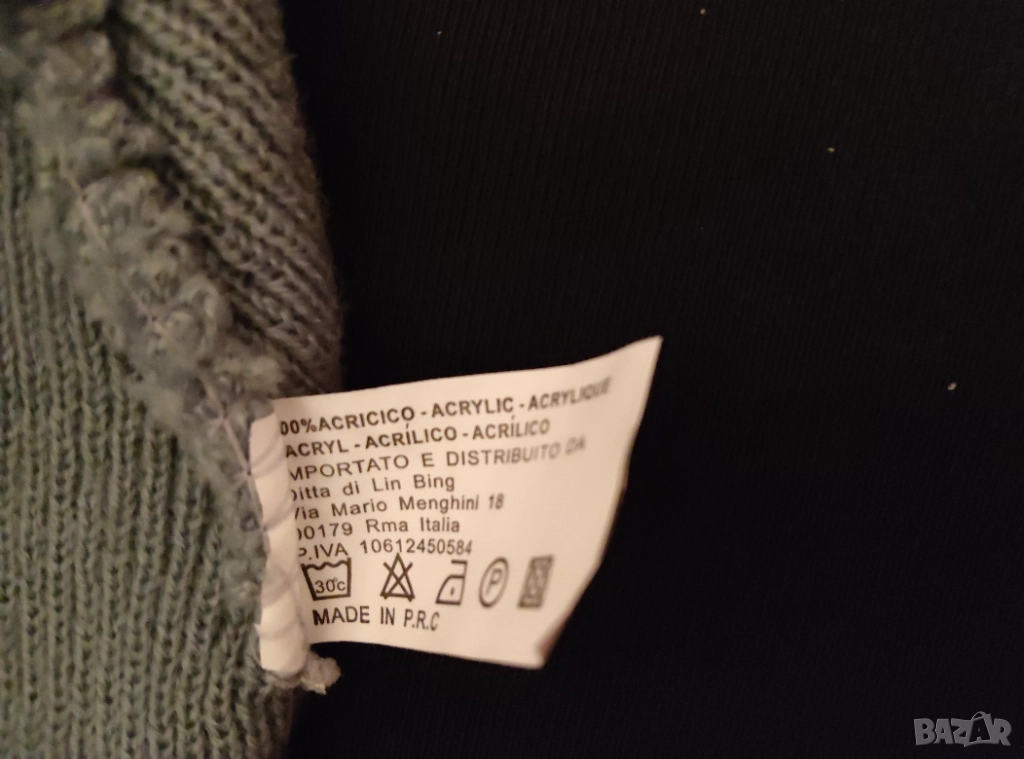 00%ACRICICO - ACRYLIC - ACRYLIQUE
ACRYL - ACRÍLICO - ACRÍLICO
MPORTATO E DISTRIBUITO DA
Ditta di Lin Bing
Via Mario Menghini 18
00179 Rma Italia
P.IVA 10612450584
30°c
P
MADE IN P.R.C
BAZAR